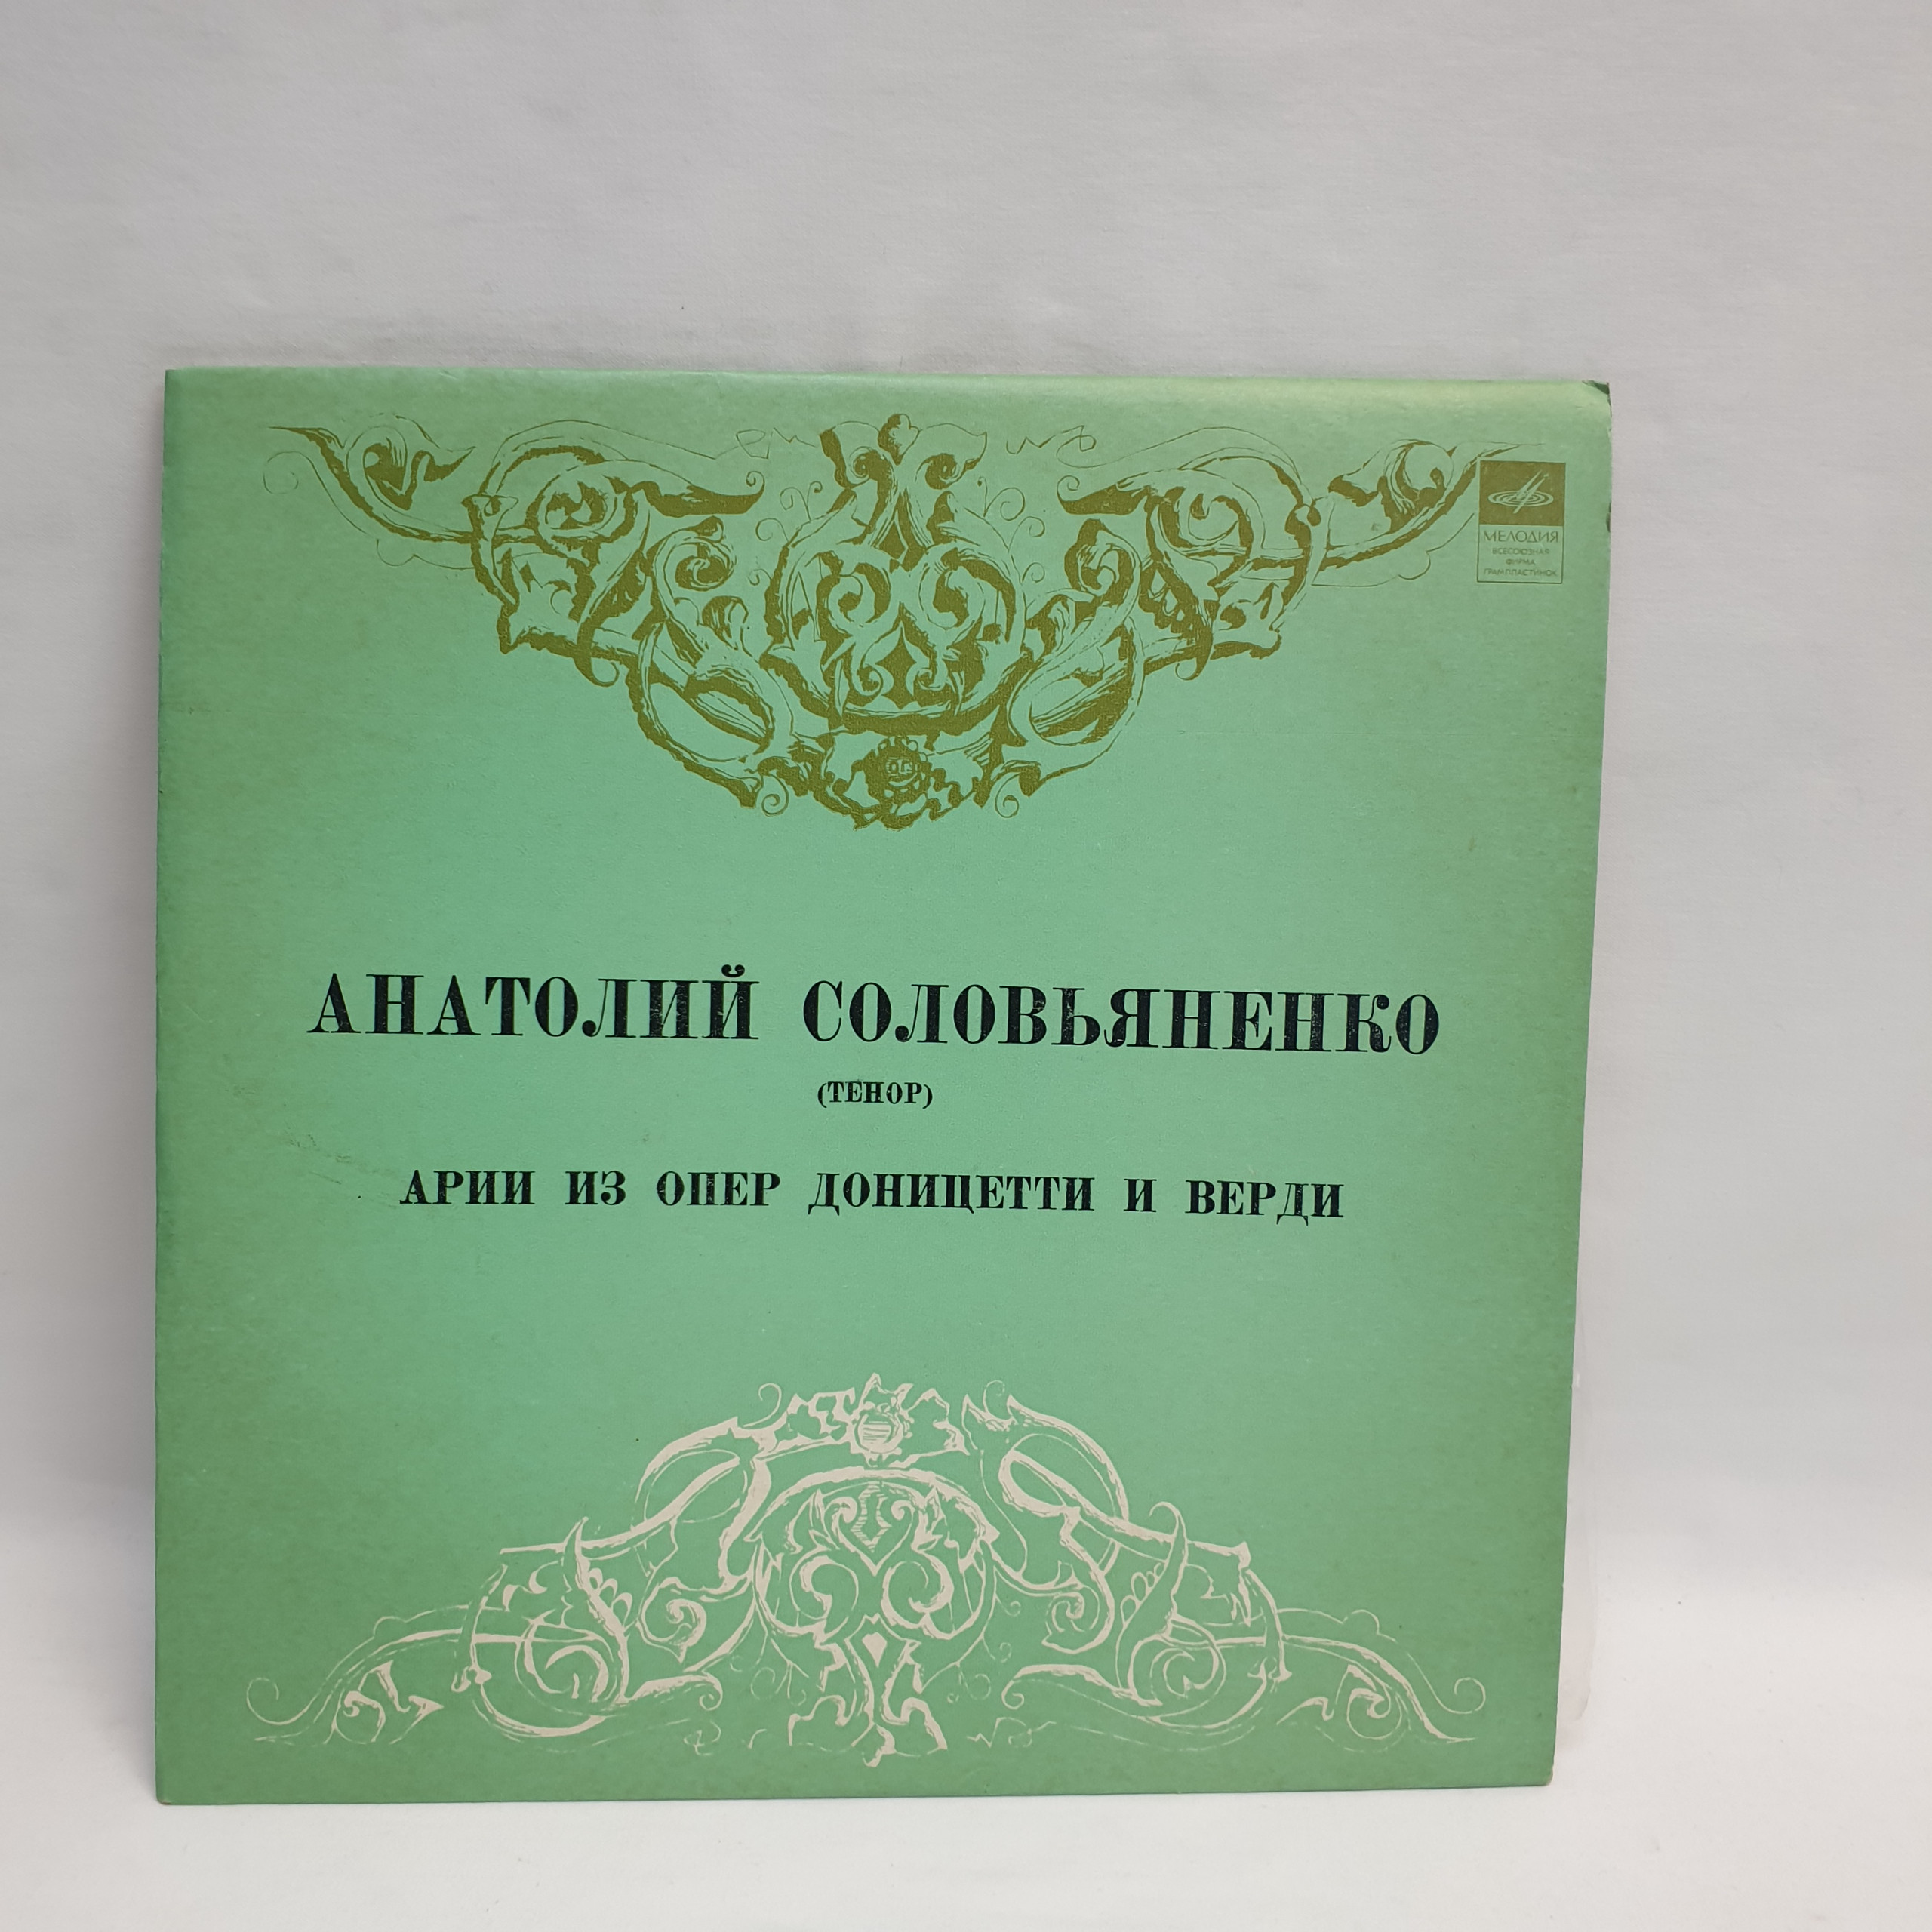 МЕЛОДИЯ
ВСЕСОЮЗНАЯ
ФИРМА
ГРАМПЛАСТИНОК
АНАТОЛИЙ СОЛОВЬЯНЕНКО
(ТЕНОР)
АРИИ ИЗ ОПЕР ДОНИЦЕТТИ И ВЕРДИ